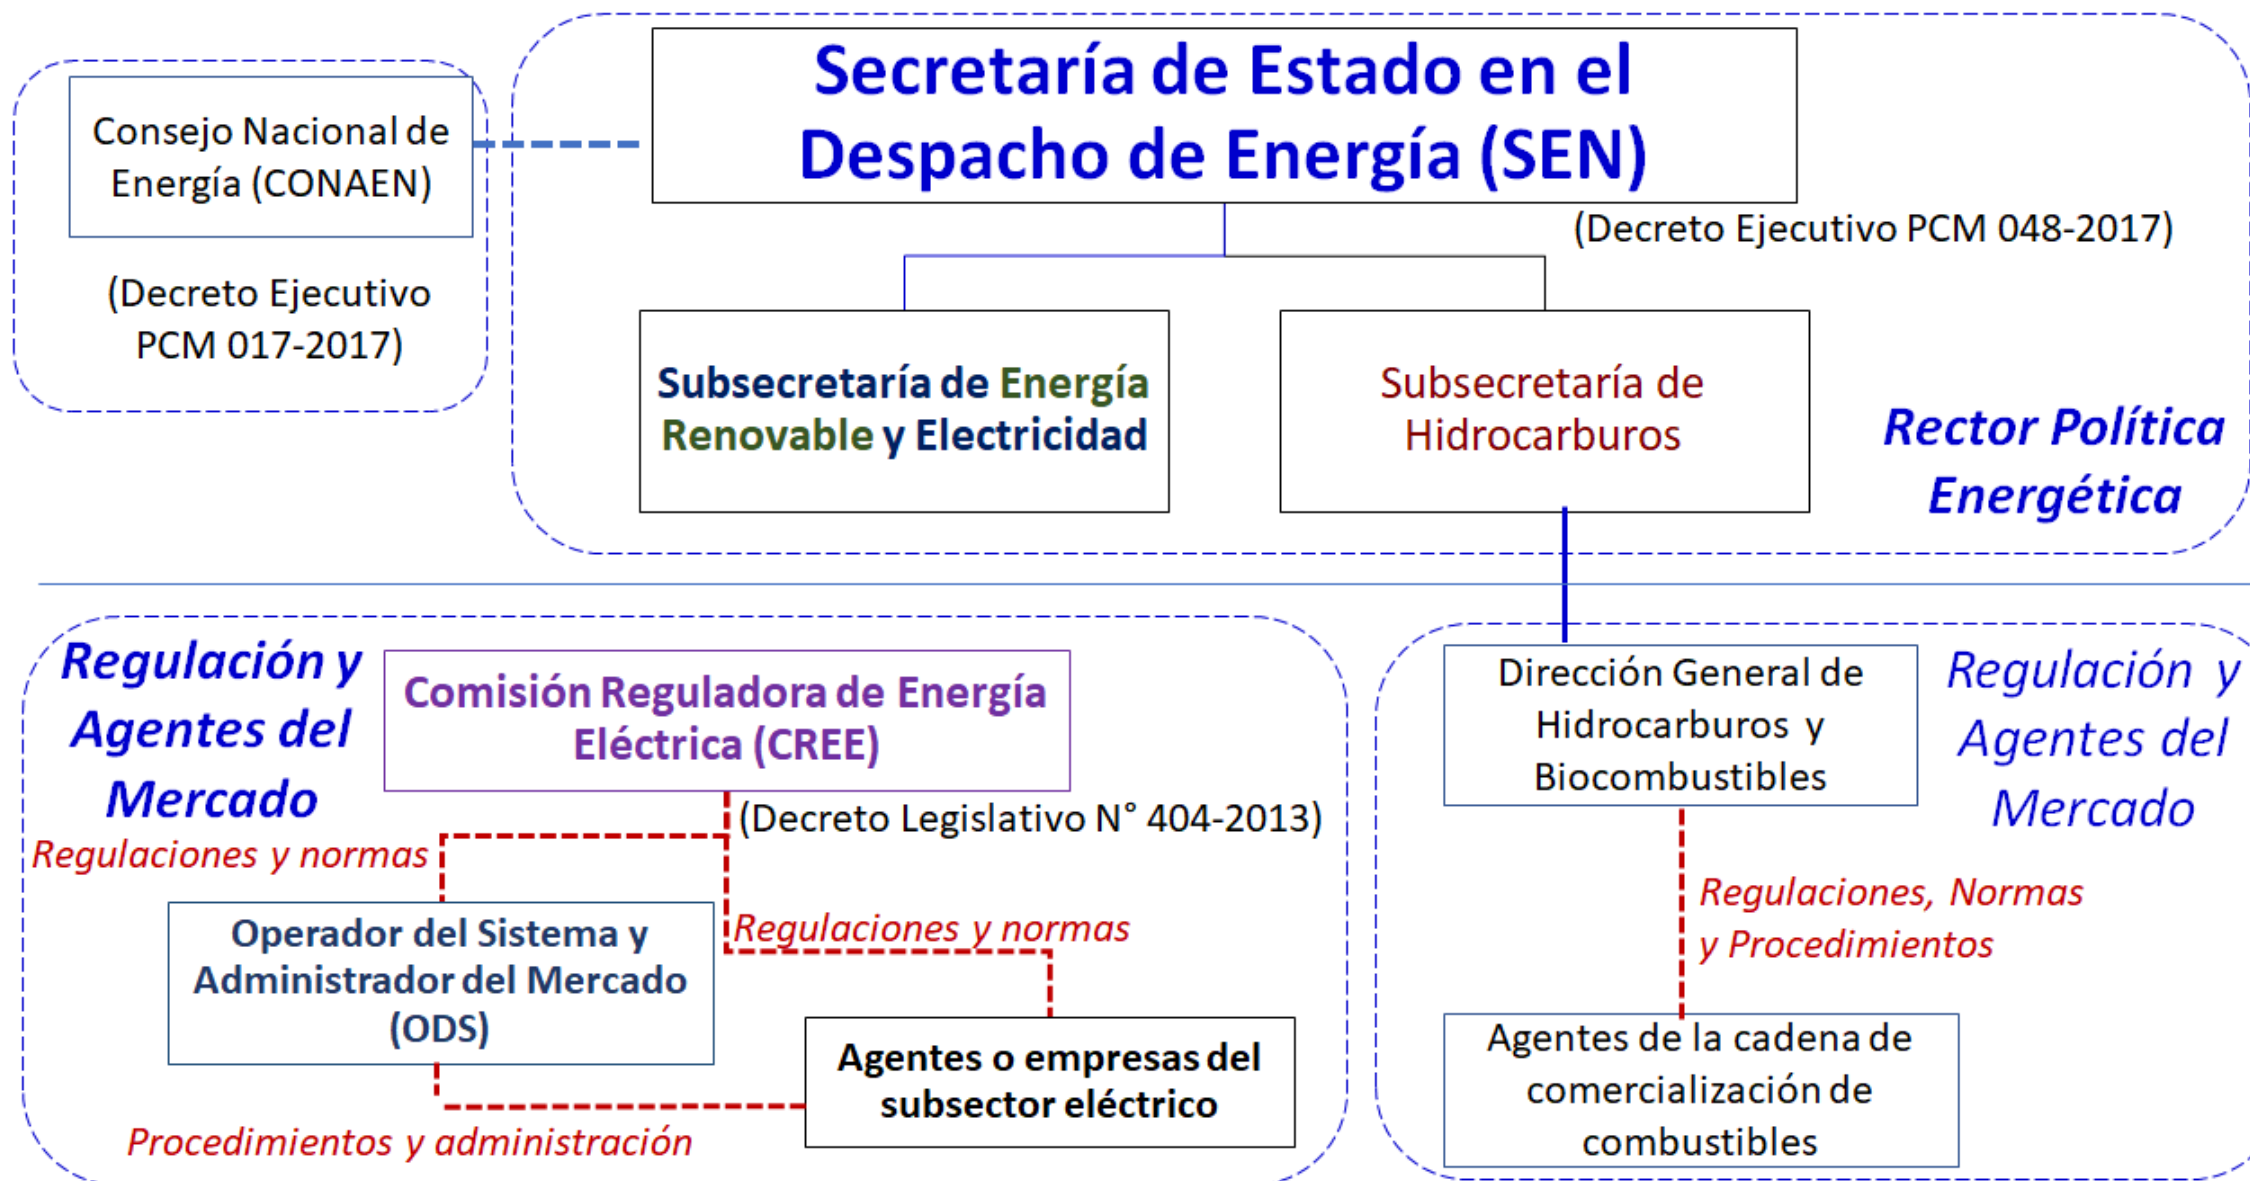 Secretaría de Estado en el
Despacho de Energía (SEN)
Consejo Nacional de
Energía (CONAEN)
(Decreto Ejecutivo PCM 048-2017)
(Decreto Ejecutivo
PCM 017-2017)
Subsecretaría de Energía
Renovable y Electricidad
Subsecretaría de
Hidrocarburos
Rector Política
Energética
Regulación y
Agentes del
Mercado
Comisión Reguladora de Energía
Eléctrica (CREE)
(Decreto Legislativo N° 404-2013)
Regulaciones y normas
Regulaciones y normas
Operador del Sistema y
Administrador del Mercado
(ODS)
Agentes o empresas del
subsector eléctrico
Procedimientos y administración
Dirección General de
Hidrocarburos y
Biocombustibles
Regulación y
Agentes del
Mercado
Regulaciones, Normas
y Procedimientos
Agentes de la cadena de
comercialización de
combustibles